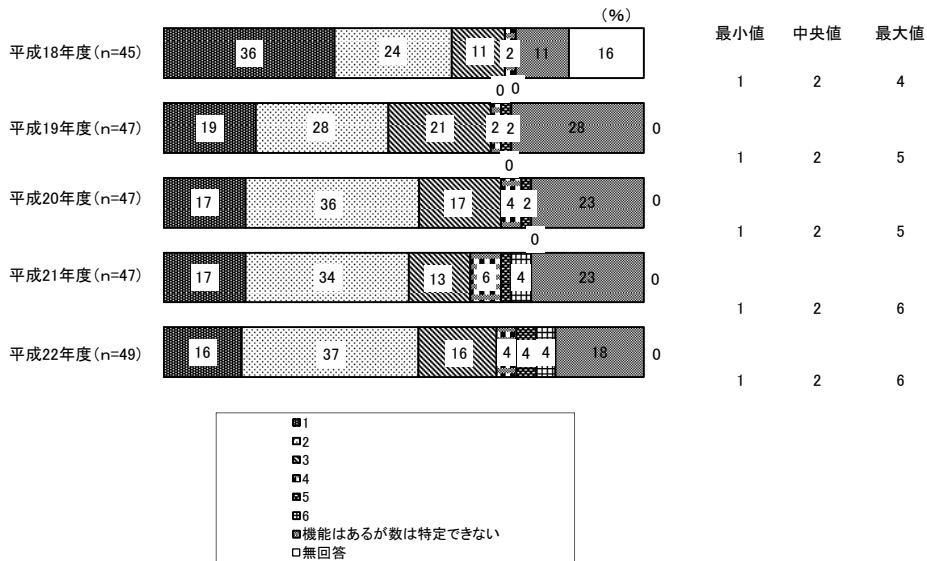 （%）
最小値 中央値 最大値
平成18年度(n=45) 36 24 11 2 11 16
0 0
1 2 4
平成19年度(n=47) 19 28 21 2 2 28 0
0
1 2 5
平成20年度(n=47) 17 36 17 4 2 23 0
0
1 2 5
平成21年度(n=47) 17 34 13 6 4 23 0
1 2 6
平成22年度(n=49) 16 37 16 4 4 4 18 0
1 2 6
1
2
3
4
5
6
機能はあるが数は特定できない
無回答